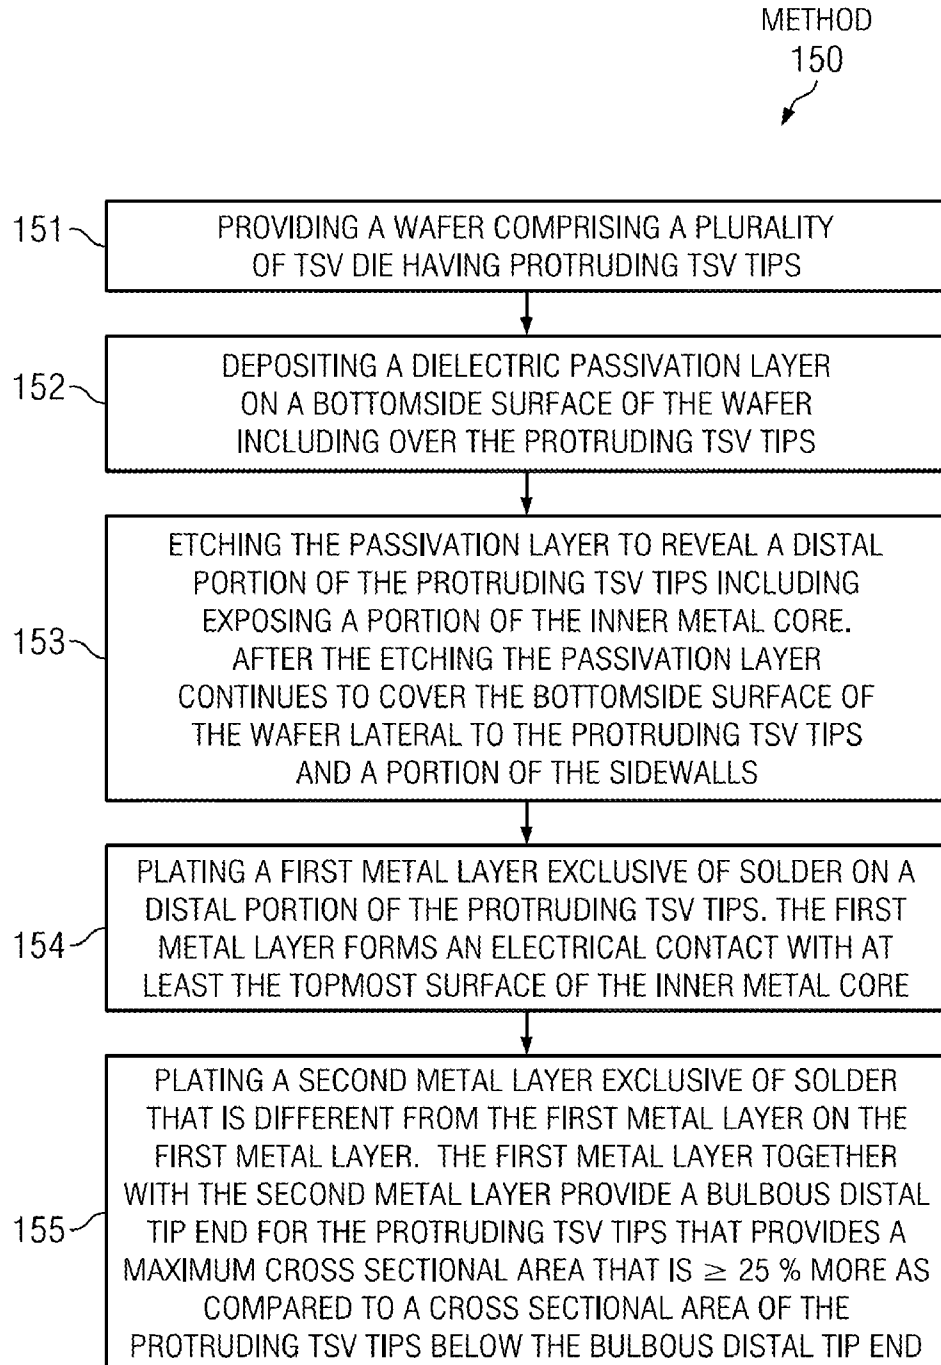 METHOD
150
151
PROVIDING A WAFER COMPRISING A PLURALITY
OF TSV DIE HAVING PROTRUDING TSV TIPS
152
DEPOSITING A DIELECTRIC PASSIVATION LAYER
ON A BOTTOMSIDE SURFACE OF THE WAFER
INCLUDING OVER THE PROTRUDING TSV TIPS
153
ETCHING THE PASSIVATION LAYER TO REVEAL A DISTAL
PORTION OF THE PROTRUDING TSV TIPS INCLUDING
EXPOSING A PORTION OF THE INNER METAL CORE.
AFTER THE ETCHING THE PASSIVATION LAYER
CONTINUES TO COVER THE BOTTOMSIDE SURFACE OF
THE WAFER LATERAL TO THE PROTRUDING TSV TIPS
AND A PORTION OF THE SIDEWALLS
154
PLATING A FIRST METAL LAYER EXCLUSIVE OF SOLDER ON A
DISTAL PORTION OF THE PROTRUDING TSV TIPS. THE FIRST
METAL LAYER FORMS AN ELECTRICAL CONTACT WITH AT
LEAST THE TOPMOST SURFACE OF THE INNER METAL CORE
155
PLATING A SECOND METAL LAYER EXCLUSIVE OF SOLDER
THAT IS DIFFERENT FROM THE FIRST METAL LAYER ON THE
FIRST METAL LAYER. THE FIRST METAL LAYER TOGETHER
WITH THE SECOND METAL LAYER PROVIDE A BULBOUS DISTAL
TIP END FOR THE PROTRUDING TSV TIPS THAT PROVIDES A
MAXIMUM CROSS SECTIONAL AREA THAT IS ≥ 25 % MORE AS
COMPARED TO A CROSS SECTIONAL AREA OF THE
PROTRUDING TSV TIPS BELOW THE BULBOUS DISTAL TIP END